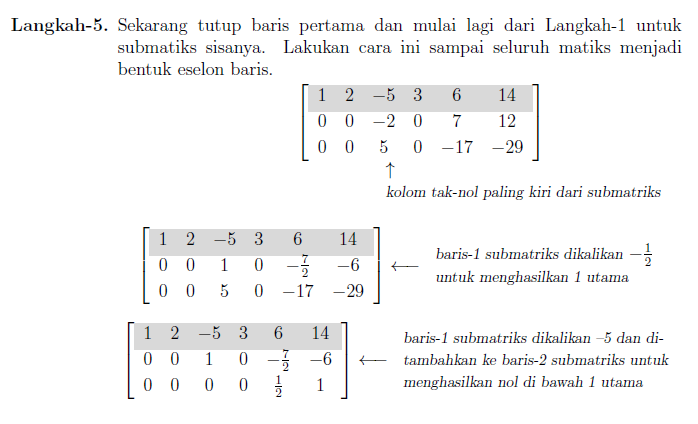 Langkah-5. Sekarang tutup baris pertama dan mulai lagi dari Langkah-1 untuk
submatiks sisanya. Lakukan cara ini sampai seluruh matiks menjadi
bentuk eselon baris.
1 2 −5 3 6 14
0 0 −2 0 7 12
0 0 5 0 −17 −29
↑
kolom tak-nol paling kiri dari submatriks
1 2 −5 3 6 14
0 0 1 0 −7/2 −6
0 0 5 0 −17 −29
⟵ baris-1 submatriks dikalikan −1/2
untuk menghasilkan 1 utama
1 2 −5 3 6 14
0 0 1 0 −7/2 −6
0 0 0 0 1/2 1
⟵ baris-1 submatriks dikalikan –5 dan di-
tambahkan ke baris-2 submatriks untuk
menghasilkan nol di bawah 1 utama